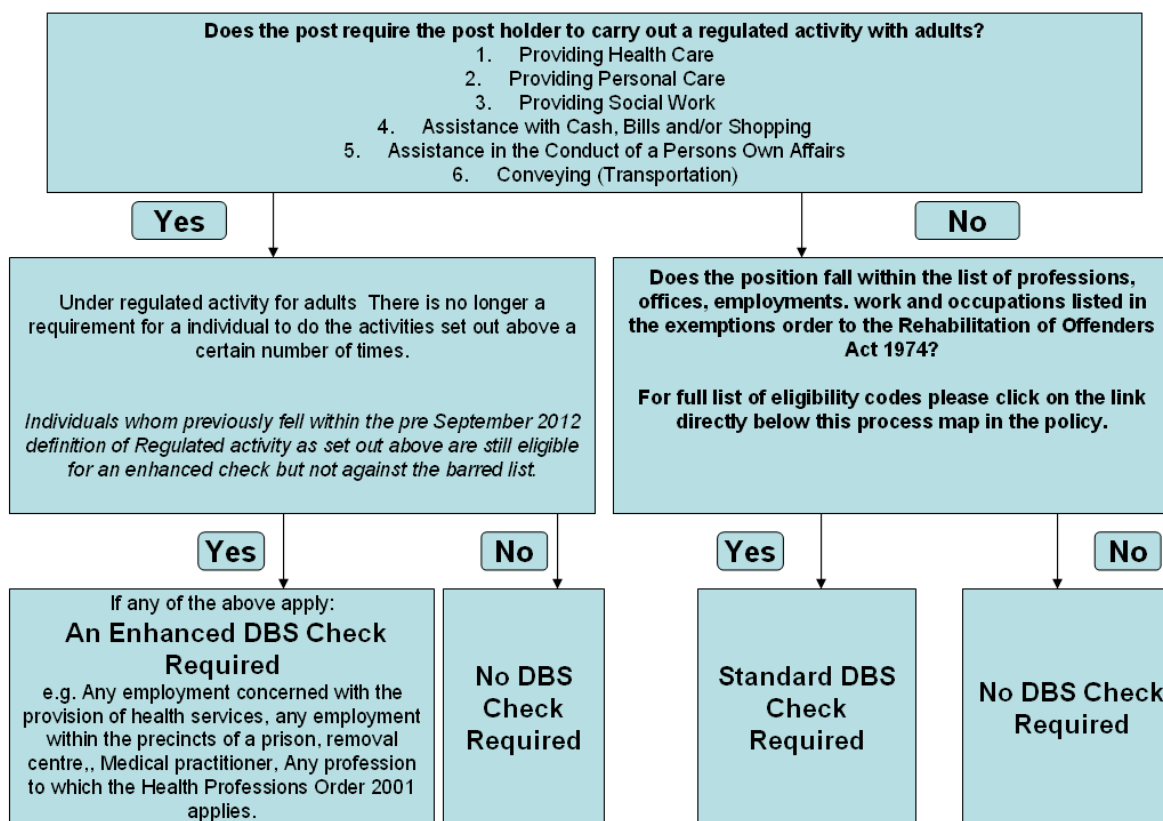 Does the post require the post holder to carry out a regulated activity with adults?
1. Providing Health Care
2. Providing Personal Care
3. Providing Social Work
4. Assistance with Cash, Bills and/or Shopping
5. Assistance in the Conduct of a Persons Own Affairs
6. Conveying (Transportation)
Yes
No
Under regulated activity for adults There is no longer a
requirement for a individual to do the activities set out above a
certain number of times.
Individuals whom previously fell within the pre September 2012
definition of Regulated activity as set out above are still eligible
for an enhanced check but not against the barred list.
Does the position fall within the list of professions,
offices, employments. work and occupations listed in
the exemptions order to the Rehabilitation of Offenders
Act 1974?
For full list of eligibility codes please click on the link
directly below this process map in the policy.
Yes
No
Yes
No
If any of the above apply:
An Enhanced DBS Check
Required
e.g. Any employment concerned with the
provision of health services, any employment
within the precincts of a prison, removal
centre,, Medical practitioner, Any profession
to which the Health Professions Order 2001
applies.
No DBS
Check
Required
Standard DBS
Check
Required
No DBS Check
Required